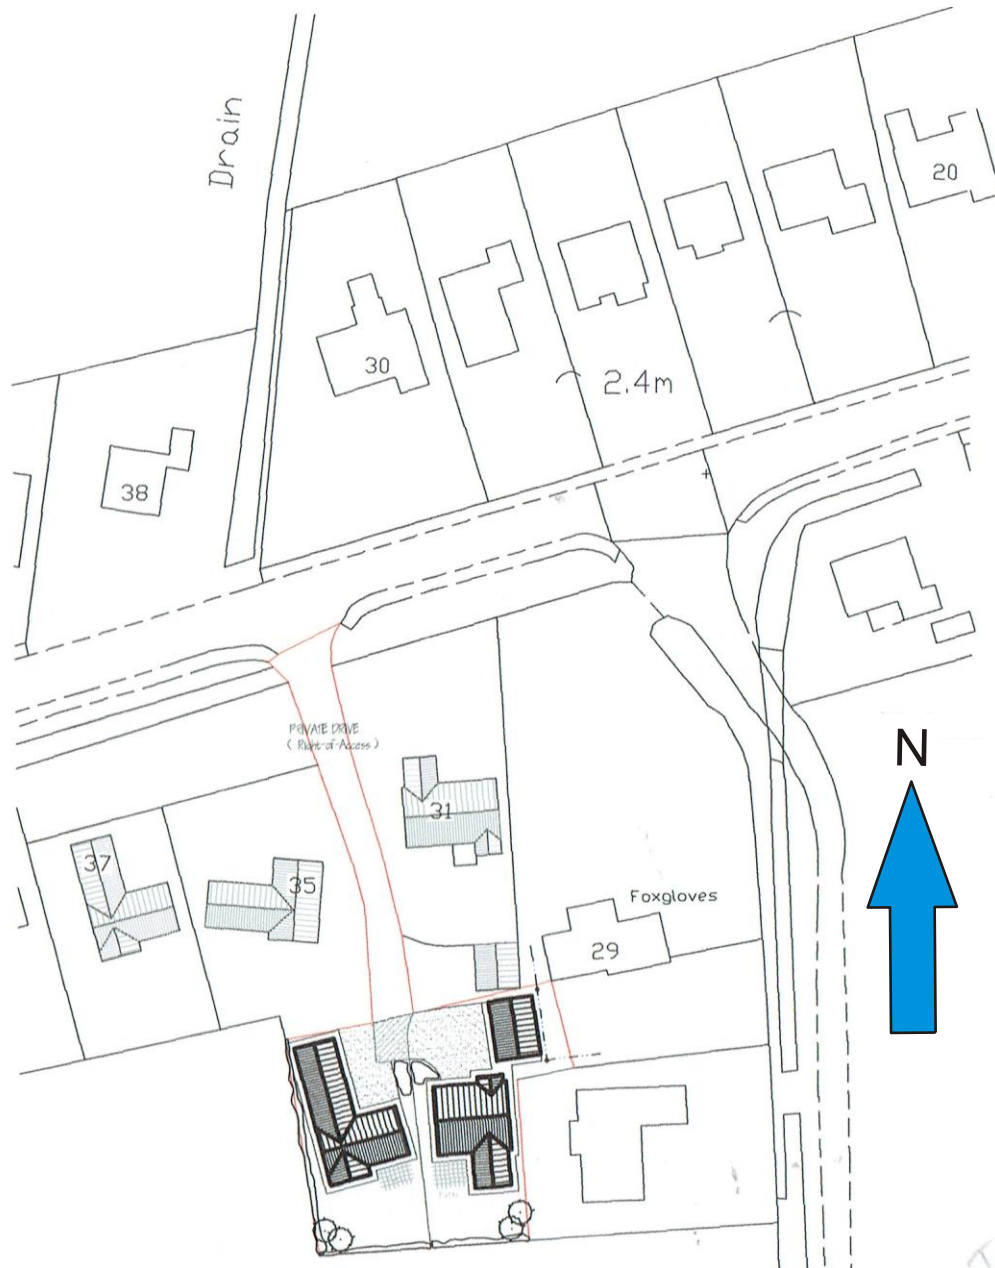 Drain
20
30
2.4m
38
PRIVATE DRIVE
( Right-of-Access )
N
31
37
35
Foxgloves
29